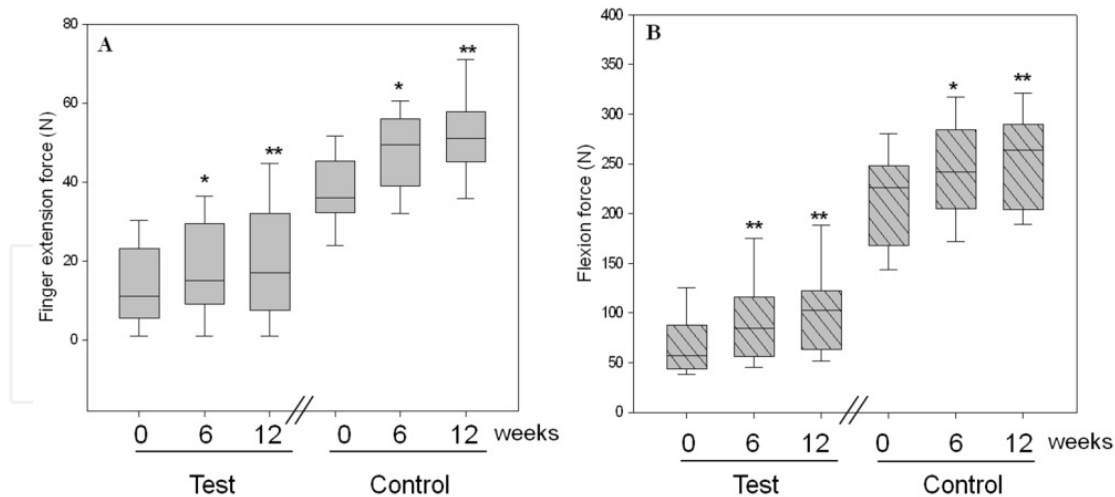 A
Finger extension force (N)
80
60
40
20
0
* ** * **
0 6 12 0 6 12 weeks
Test Control
B
Flexion force (N)
400
350
300
250
200
150
100
50
0
** ** * **
0 6 12 0 6 12 weeks
Test Control